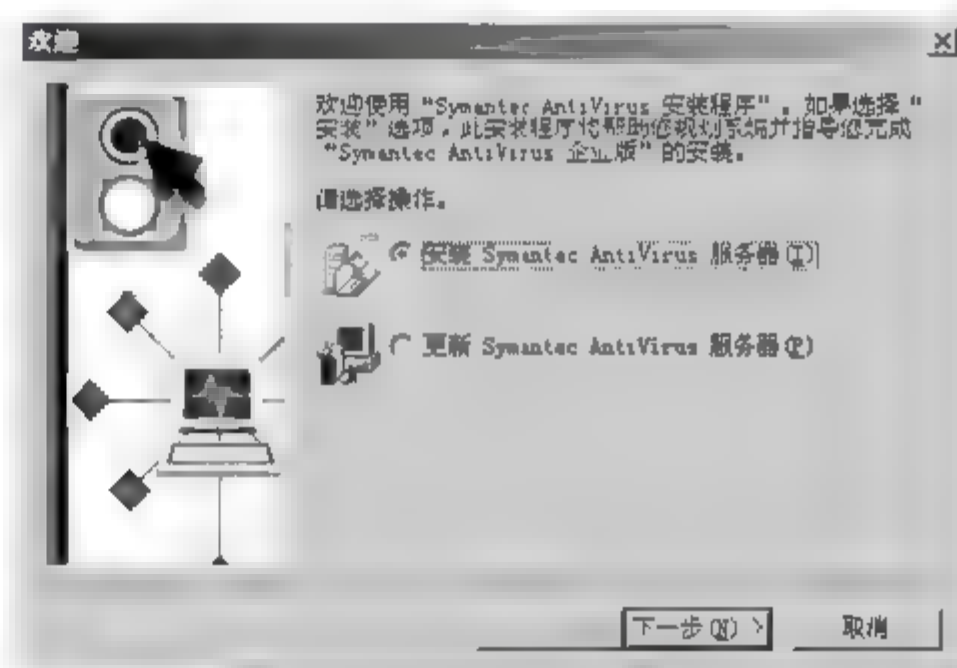 欢迎
欢迎使用“Symantec AntiVirus 安装程序”。如果选择“
安装”选项,此安装程序将帮助您规划系统并指导您完成
“Symantec AntiVirus 企业版”的安装。
请选择操作。
安装 Symantec AntiVirus 服务器(I)
更新 Symantec AntiVirus 服务器(P)
下一步(N) > 取消